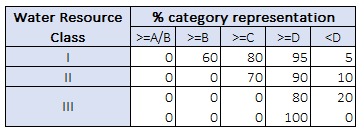 Water Resource Class % category representation
>=A/B >=B >=C >=D <D
I 0 60 80 95 5
II 0 0 70 90 10
III 0 0 0 80 20
0 0 0 100 0